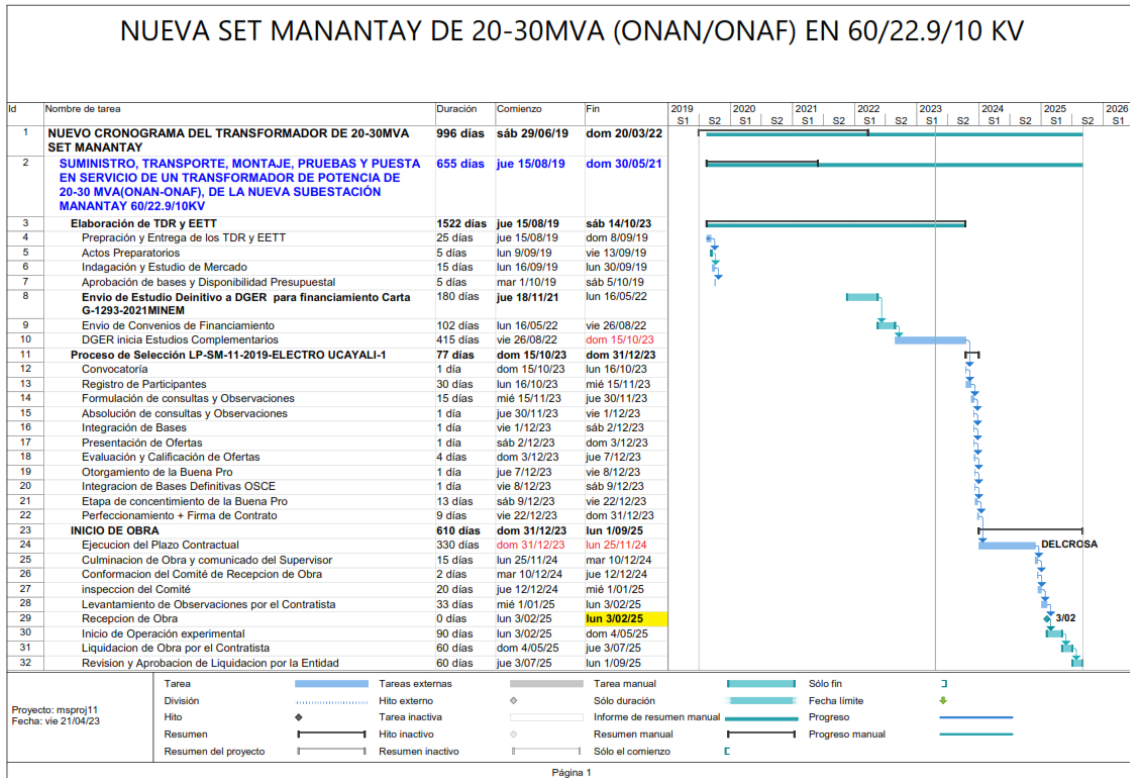 NUEVA SET MANANTAY DE 20-30MVA (ONAN/ONAF) EN 60/22.9/10 KV
Id Nombre de tarea Duración Comienzo Fin 2019 2020 2021 2022 2023 2024 2025 2026
S1 S2 S1 S2 S1 S2 S1 S2 S1 S2 S1 S2 S1 S2 S1
1 NUEVO CRONOGRAMA DEL TRANSFORMADOR DE 20-30MVA 996 días sáb 29/06/19 dom 20/03/22
SET MANANTAY
2 SUMINISTRO, TRANSPORTE, MONTAJE, PRUEBAS Y PUESTA 655 días jue 15/08/19 dom 30/05/21
EN SERVICIO DE UN TRANSFORMADOR DE POTENCIA DE
20-30 MVA(ONAN-ONAF), DE LA NUEVA SUBESTACIÓN
MANANTAY 60/22.9/10KV
3 Elaboración de TDR y EETT 1522 días jue 15/08/19 sáb 14/10/23
4 Prepración y Entrega de los TDR y EETT 25 días jue 15/08/19 dom 8/09/19
5 Actos Preparatorios 5 días lun 9/09/19 vie 13/09/19
6 Indagación y Estudio de Mercado 15 días lun 16/09/19 lun 30/09/19
7 Aprobación de bases y Disponibilidad Presupuestal 5 días mar 1/10/19 sáb 5/10/19
8 Envio de Estudio Deinitivo a DGER para financiamiento Carta 180 días jue 18/11/21 lun 16/05/22
G-1293-2021MINEM
9 Envio de Convenios de Financiamiento 102 días lun 16/05/22 vie 26/08/22
10 DGER inicia Estudios Complementarios 415 días vie 26/08/22 dom 15/10/23
11 Proceso de Selección LP-SM-11-2019-ELECTRO UCAYALI-1 77 días dom 15/10/23 dom 31/12/23
12 Convocatoría 1 día dom 15/10/23 lun 16/10/23
13 Registro de Participantes 30 días lun 16/10/23 mié 15/11/23
14 Formulación de consultas y Observaciones 15 días mié 15/11/23 jue 30/11/23
15 Absolución de consultas y Observaciones 1 día jue 30/11/23 vie 1/12/23
16 Integración de Bases 1 día vie 1/12/23 sáb 2/12/23
17 Presentación de Ofertas 1 día sáb 2/12/23 dom 3/12/23
18 Evaluación y Calificación de Ofertas 4 días dom 3/12/23 jue 7/12/23
19 Otorgamiento de la Buena Pro 1 día jue 7/12/23 vie 8/12/23
20 Integracion de Bases Definitivas OSCE 1 día vie 8/12/23 sáb 9/12/23
21 Etapa de concentimiento de la Buena Pro 13 días sáb 9/12/23 vie 22/12/23
22 Perfeccionamiento + Firma de Contrato 9 días vie 22/12/23 dom 31/12/23
23 INICIO DE OBRA 610 días dom 31/12/23 lun 1/09/25
24 Ejecucion del Plazo Contractual 330 días dom 31/12/23 lun 25/11/24 DELCROSA
25 Culminacion de Obra y comunicado del Supervisor 15 días lun 25/11/24 mar 10/12/24
26 Conformacion del Comité de Recepcion de Obra 2 días mar 10/12/24 jue 12/12/24
27 inspeccion del Comité 20 días jue 12/12/24 mié 1/01/25
28 Levantamiento de Observaciones por el Contratista 33 días mié 1/01/25 lun 3/02/25
29 Recepcion de Obra 0 días lun 3/02/25 lun 3/02/25 3/02
30 Inicio de Operación experimental 90 días lun 3/02/25 dom 4/05/25
31 Liquidacion de Obra por el Contratista 60 días dom 4/05/25 jue 3/07/25
32 Revision y Aprobacion de Liquidacion por la Entidad 60 días jue 3/07/25 lun 1/09/25
Proyecto: msproj11
Fecha: vie 21/04/23
Tarea Tareas externas Tarea manual Sólo fin
División Hito externo Sólo duración Fecha límite
Hito Tarea inactiva Informe de resumen manual Progreso
Resumen Hito inactivo Resumen manual Progreso manual
Resumen del proyecto Resumen inactivo Sólo el comienzo
Página 1